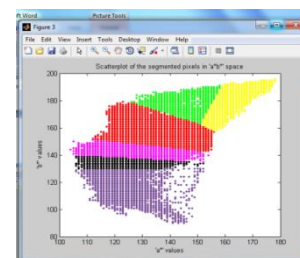 ft Word
Picture Tools
Figure 3
File Edit View Insert Tools Desktop Window Help
Scatterplot of the segmented pixels in 'a*b*' space
200
180
160
140
120
100
80
'b*' values
100 110 120 130 140 150 160 170 180
'a*' values